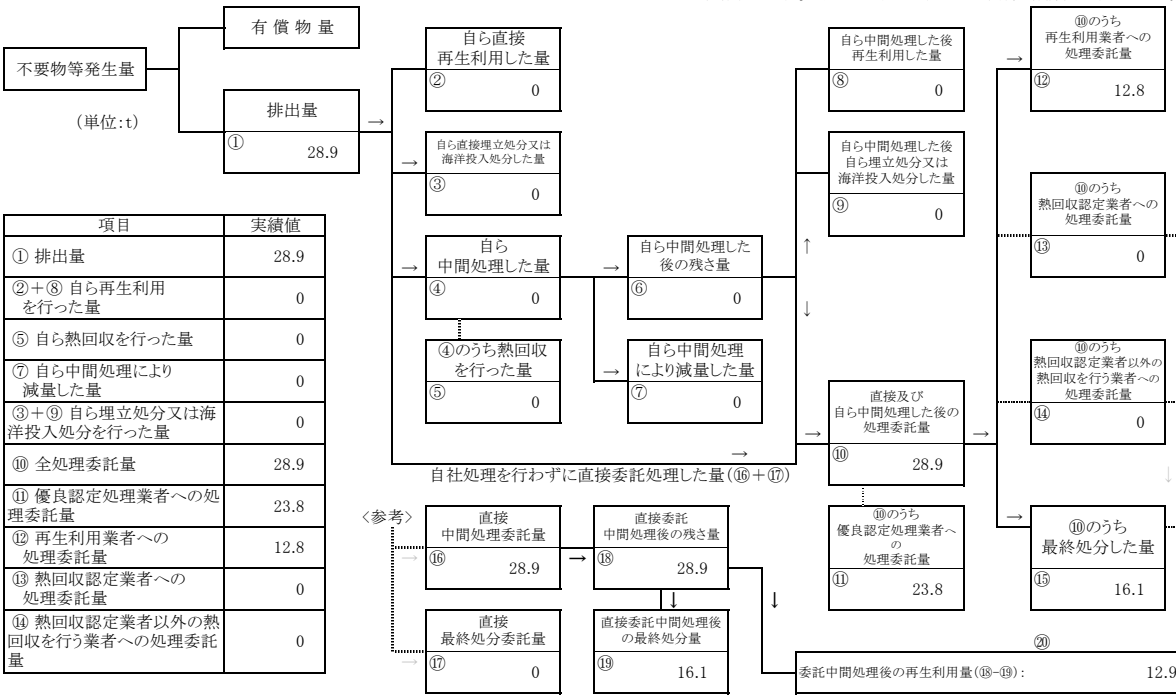 不要物等発生量
(単位:t)
有 償 物 量
排出量
①
28.9
→
自ら直接
再生利用した量
②
0
→
自ら直接埋立処分又は
海洋投入処分した量
③
0
→
自ら
中間処理した量
④
0
④のうち熱回収
を行った量
⑤
0
→
自ら中間処理した
後の残さ量
⑥
0
→
自ら中間処理
により減量した量
⑦
0
自ら中間処理した後
再生利用した量
⑧
0
自ら中間処理した後
自ら埋立処分又は
海洋投入処分した量
⑨
0
↑
↓
→
自社処理を行わずに直接委託処理した量(⑯+⑰)
→
直接及び
自ら中間処理した後の
処理委託量
⑩
28.9
⑩のうち
優良認定処理業者へ
の
処理委託量
⑪
23.8
→
→
⑩のうち
再生利用業者への
処理委託量
⑫
12.8
⑩のうち
熱回収認定業者への
処理委託量
⑬
0
⑩のうち
熱回収認定業者以外の
熱回収を行う業者への
処理委託量
⑭
0
↓
→
⑩のうち
最終処分した量
⑮
16.1
〈参考〉
→
直接
中間処理委託量
⑯
28.9
→
直接委託
中間処理後の残さ量
⑱
28.9
→
直接
最終処分委託量
⑰
0
↓
直接委託中間処理後
の最終処分量
⑲
16.1
↓
⑳
委託中間処理後の再生利用量(⑱-⑲):
12.9
項目 実績値
① 排出量 28.9
②+⑧ 自ら再生利用
を行った量 0
⑤ 自ら熱回収を行った量 0
⑦ 自ら中間処理により
減量した量 0
③+⑨ 自ら埋立処分又は海
洋投入処分を行った量 0
⑩ 全処理委託量 28.9
⑪ 優良認定処理業者への処
理委託量 23.8
⑫ 再生利用業者への
処理委託量 12.8
⑬ 熱回収認定業者への
処理委託量 0
⑭ 熱回収認定業者以外の熱
回収を行う業者への処理委託
量 0